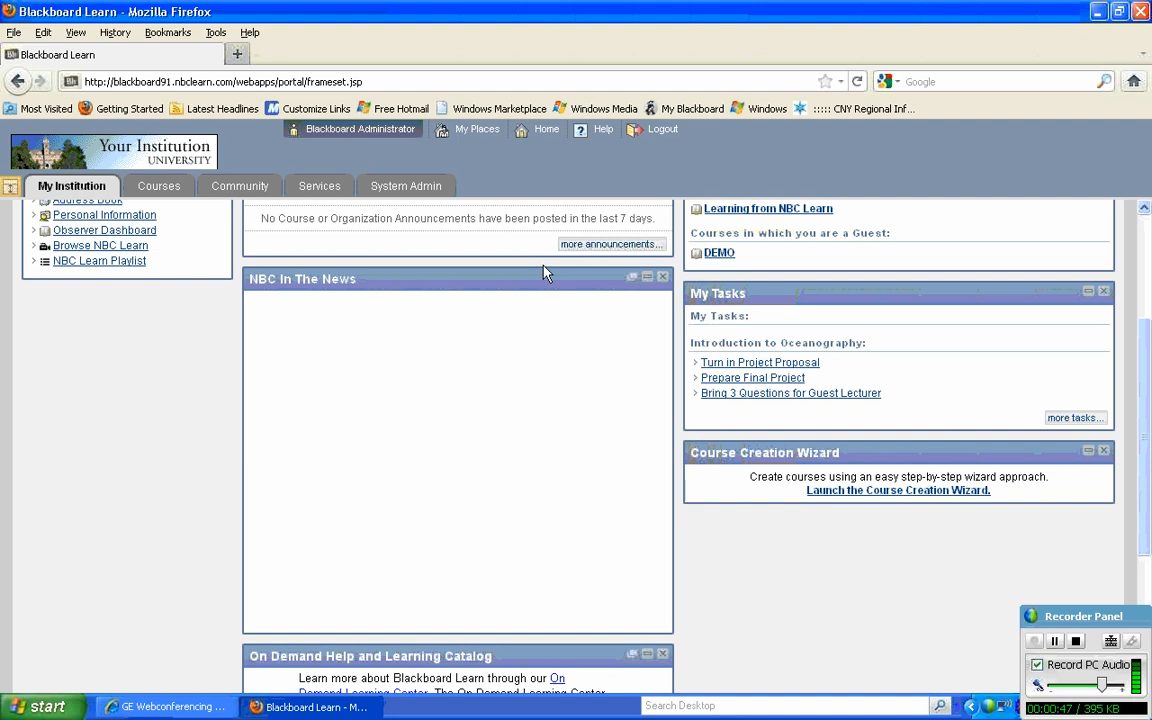 Blackboard Learn - Mozilla Firefox
File Edit View History Bookmarks Tools Help
Blackboard Learn
http://blackboard91.nbclearn.com/webapps/portal/frameset.jsp
Google
Most Visited Getting Started Latest Headlines Customize Links Free Hotmail Windows Marketplace Windows Media My Blackboard Windows ::::: CNY Regional Inf...
Blackboard Administrator My Places Home Help Logout
Your Institution
UNIVERSITY
My Institution Courses Community Services System Admin
Address Book
Personal Information
Observer Dashboard
Browse NBC Learn
NBC Learn Playlist
No Course or Organization Announcements have been posted in the last 7 days.
more announcements...
NBC In The News
On Demand Help and Learning Catalog
Learn more about Blackboard Learn through our On
Demand Learning Center. The On Demand Learning Center
Learning from NBC Learn
Courses in which you are a Guest:
DEMO
My Tasks
My Tasks:
Introduction to Oceanography:
Turn in Project Proposal
Prepare Final Project
Bring 3 Questions for Guest Lecturer
more tasks...
Course Creation Wizard
Create courses using an easy step-by-step wizard approach.
Launch the Course Creation Wizard.
Recorder Panel
Record PC Audio
00:00:47 / 395 KB
start
GE Webconferencing ...
Blackboard Learn - M...
Search Desktop